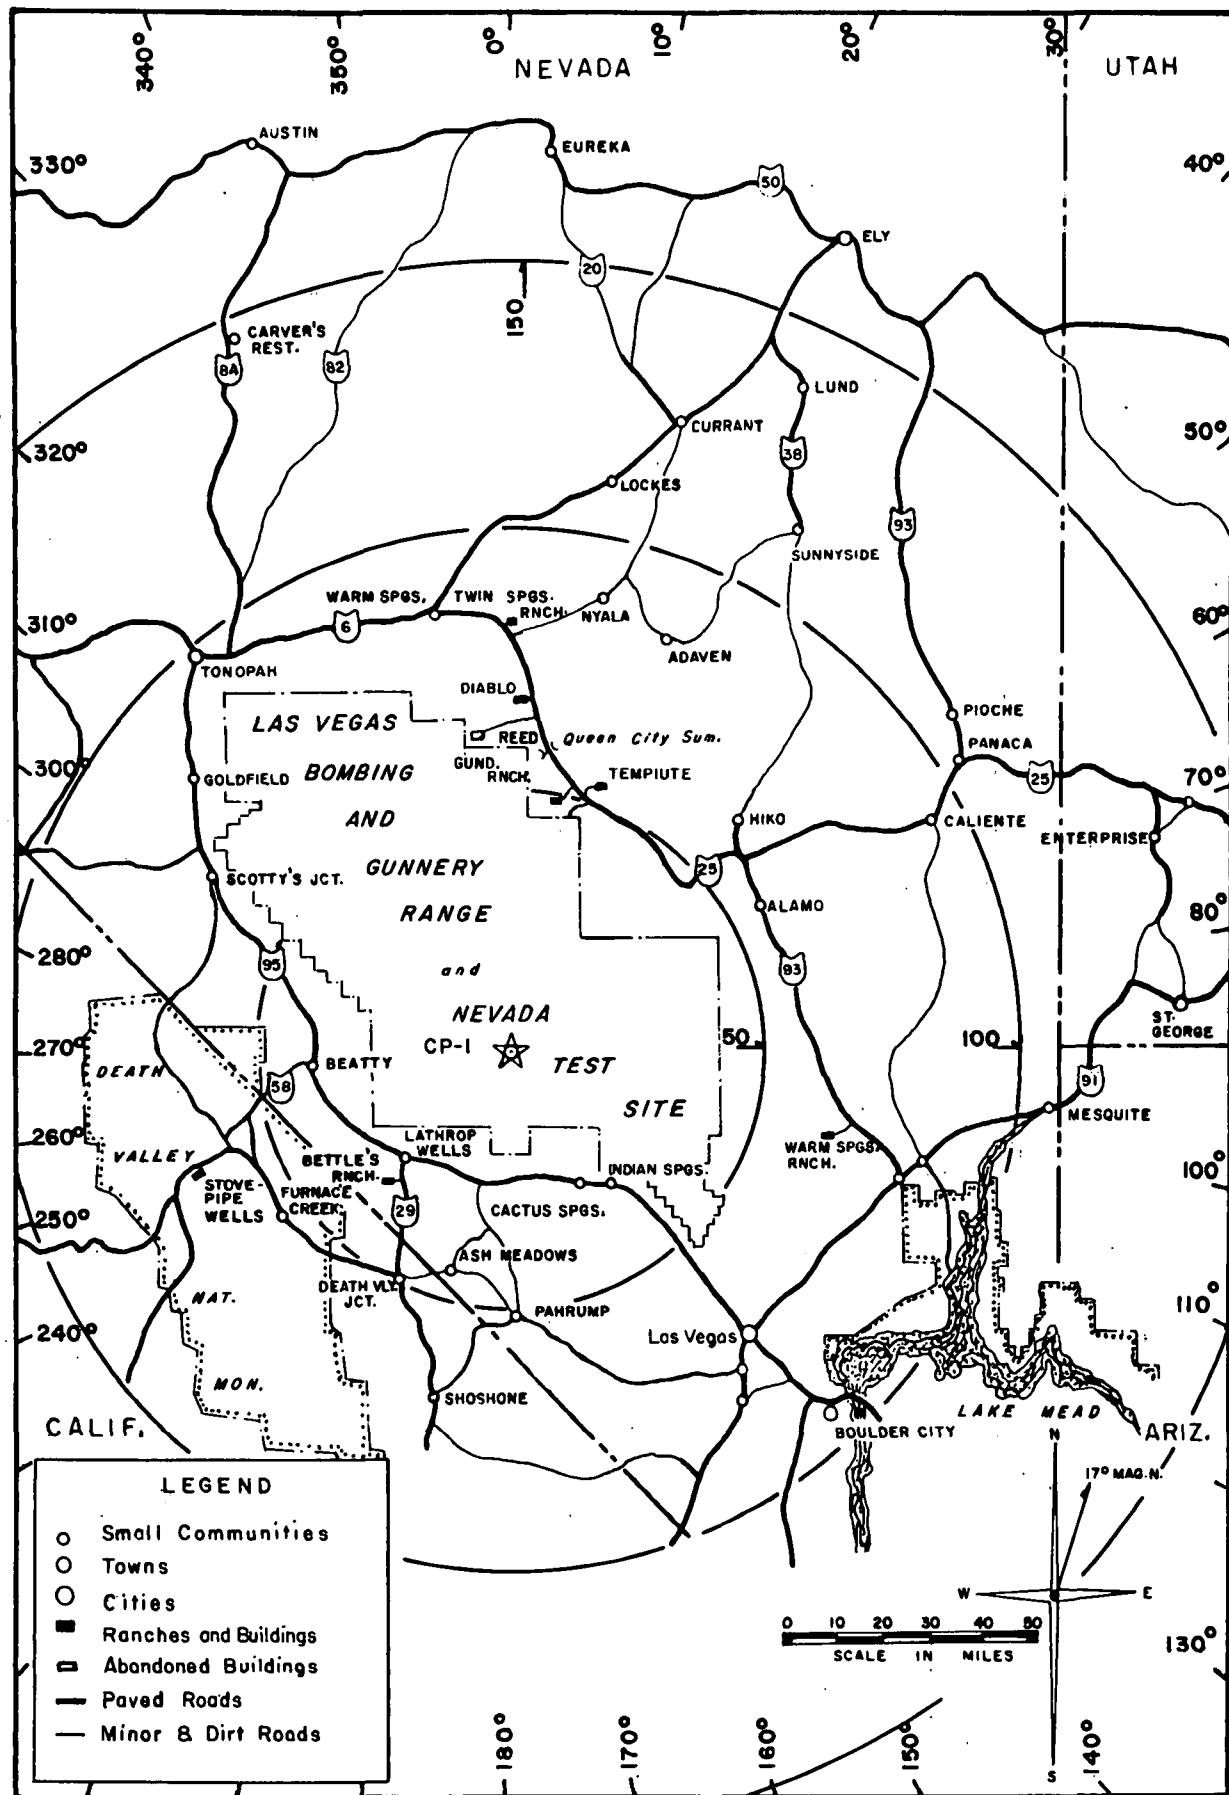 340°
350°
0°
10°
20°
30°
NEVADA
UTAH
AUSTIN
EUREKA
330°
40°
50
ELY
20
150
CARVER'S
REST.
8A
82
LUND
CURRANT
320°
50°
38
LOCKES
93
SUNNYSIDE
WARM SPGS.
TWIN SPGS.
RNCH.
NYALA
6
310°
60°
ADAVEN
TONOPAH
DIABLO
PIOCHE
LAS VEGAS
REED
Queen City Sum.
PANACA
GUND.
RNCH.
TEMPIUTE
300°
GOLDFIELD
BOMBING
25
70°
AND
HIKO
CALIENTE
ENTERPRISE
GUNNERY
25
SCOTTY'S JCT.
RANGE
ALAMO
80°
280°
95
and
93
NEVADA
ST.
GEORGE
CP-1
50
100
270°
DEATH
BEATTY
TEST
58
91
SITE
MESQUITE
260°
VALLEY
LATHROP
WELLS
WARM SPGS.
RNCH.
BETTLE'S
RNCH.
INDIAN SPGS.
100°
STOVE-
PIPE
WELLS
FURNACE
CREEK
29
CACTUS SPGS.
250°
ASH MEADOWS
DEATH VLY.
JCT.
NAT.
PAHRUMP
110°
240°
Las Vegas
MON.
SHOSHONE
LAKE MEAD
CALIF.
BOULDER CITY
ARIZ.
N
17° MAG.N.
LEGEND
Small Communities
Towns
Cities
Ranches and Buildings
Abandoned Buildings
Paved Roads
Minor & Dirt Roads
W
E
0 10 20 30 40 50
SCALE IN MILES
130°
S
180°
170°
160°
150°
140°